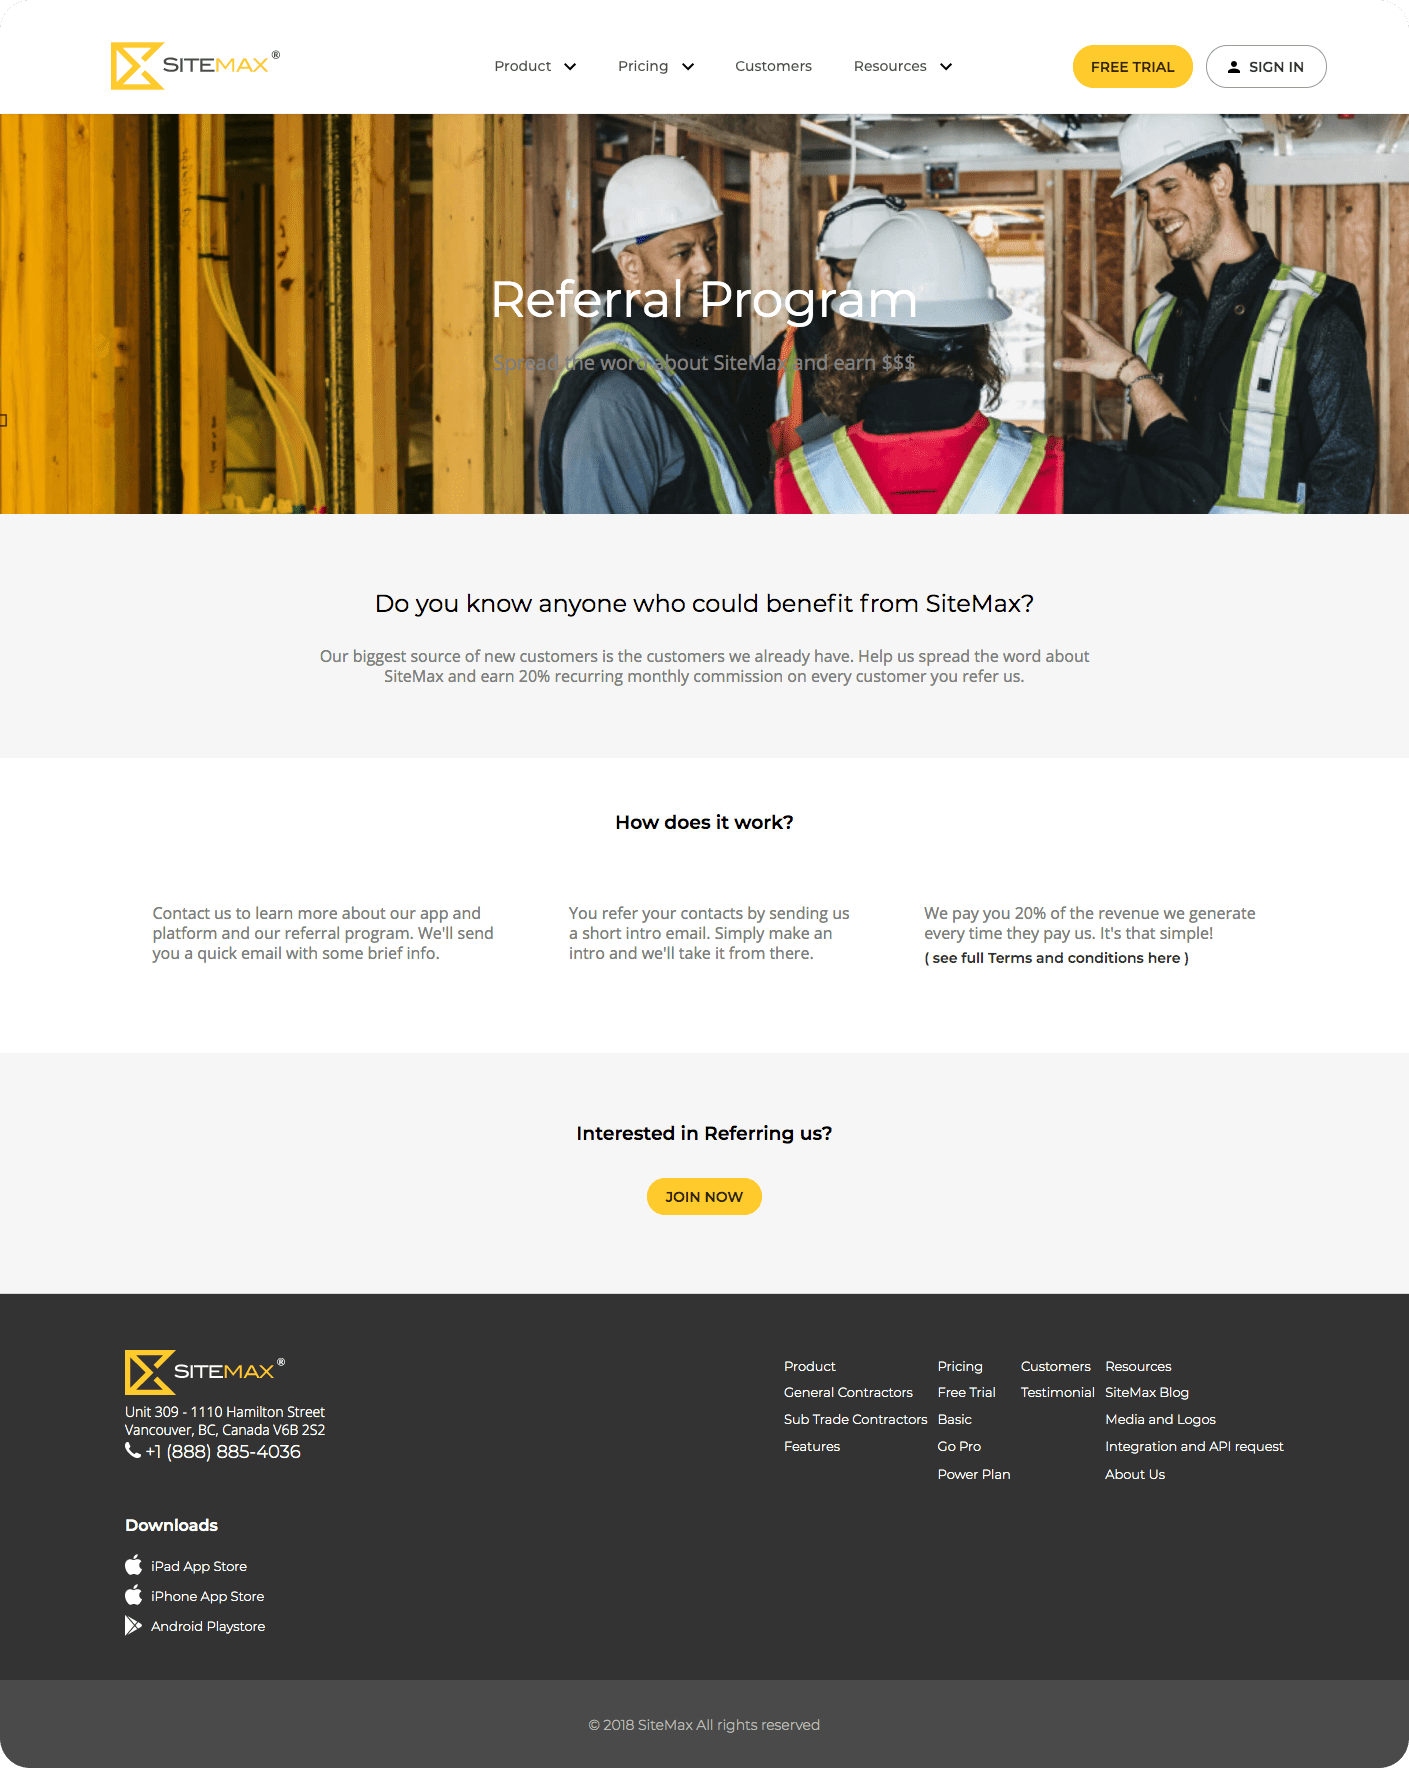 SITEMAX®
Product
Pricing
Customers
Resources
FREE TRIAL
SIGN IN
Referral Program
Spread the word about SiteMax and earn $$$
Do you know anyone who could benefit from SiteMax?
Our biggest source of new customers is the customers we already have. Help us spread the word about
SiteMax and earn 20% recurring monthly commission on every customer you refer us.
How does it work?
Contact us to learn more about our app and
platform and our referral program. We'll send
you a quick email with some brief info.
You refer your contacts by sending us
a short intro email. Simply make an
intro and we'll take it from there.
We pay you 20% of the revenue we generate
every time they pay us. It's that simple!
( see full Terms and conditions here )
Interested in Referring us?
JOIN NOW
SITEMAX®
Unit 309 - 1110 Hamilton Street
Vancouver, BC, Canada V6B 2S2
+1 (888) 885-4036
Downloads
iPad App Store
iPhone App Store
Android Playstore
Product
General Contractors
Sub Trade Contractors
Features
Pricing
Free Trial
Basic
Go Pro
Power Plan
Customers
Testimonial
Resources
SiteMax Blog
Media and Logos
Integration and API request
About Us
© 2018 SiteMax All rights reserved